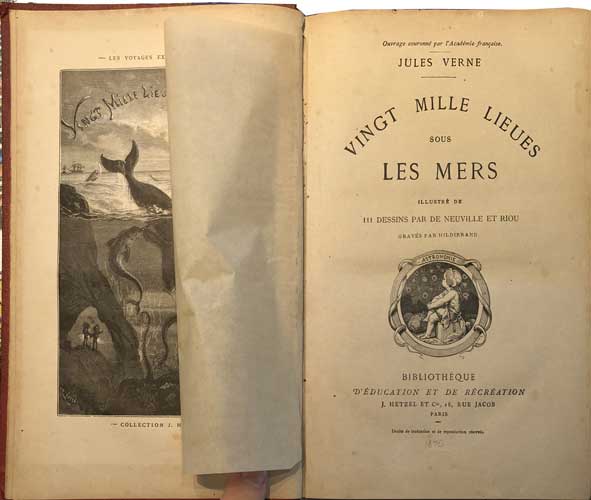 — LES VOYAGES EX
VINGT MILLE LIEUE
— COLLECTION J. H
Ouvrage couronné par l'Académie française.
JULES VERNE
VINGT MILLE LIEUES
SOUS
LES MERS
ILLUSTRÉ DE
111 DESSINS PAR DE NEUVILLE ET RIOU
GRAVÉS PAR HILDIBRAND
ASTRONOMIE
BIBLIOTHÈQUE
D'ÉDUCATION ET DE RÉCRÉATION
J. HETZEL ET Cie, 18, RUE JACOB
PARIS
Droits de traduction et de reproduction réservés.